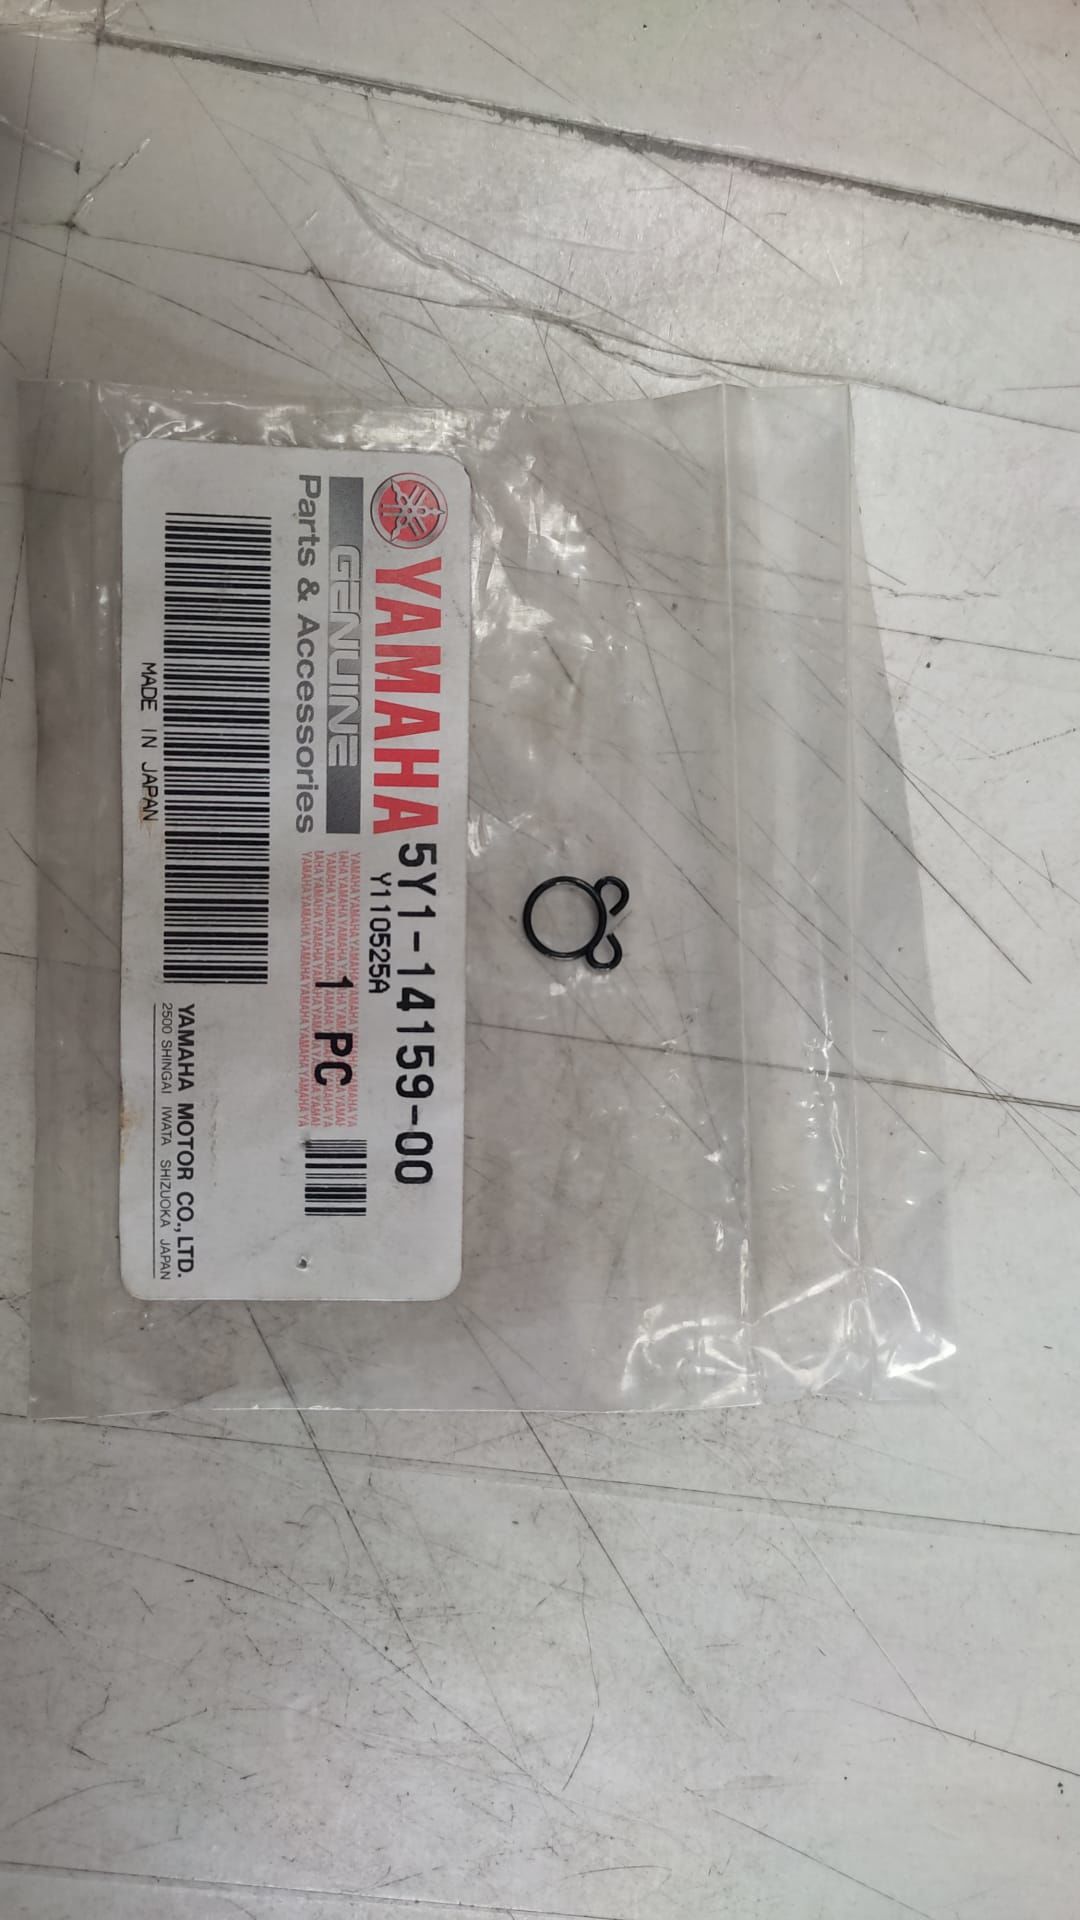 YAMAHA
GENUINE
Parts & Accessories
5Y1-14159-00
Y110525A
1 PC
MADE IN JAPAN
YAMAHA MOTOR CO., LTD.
2500 SHINGAI IWATA SHIZUOKA JAPAN